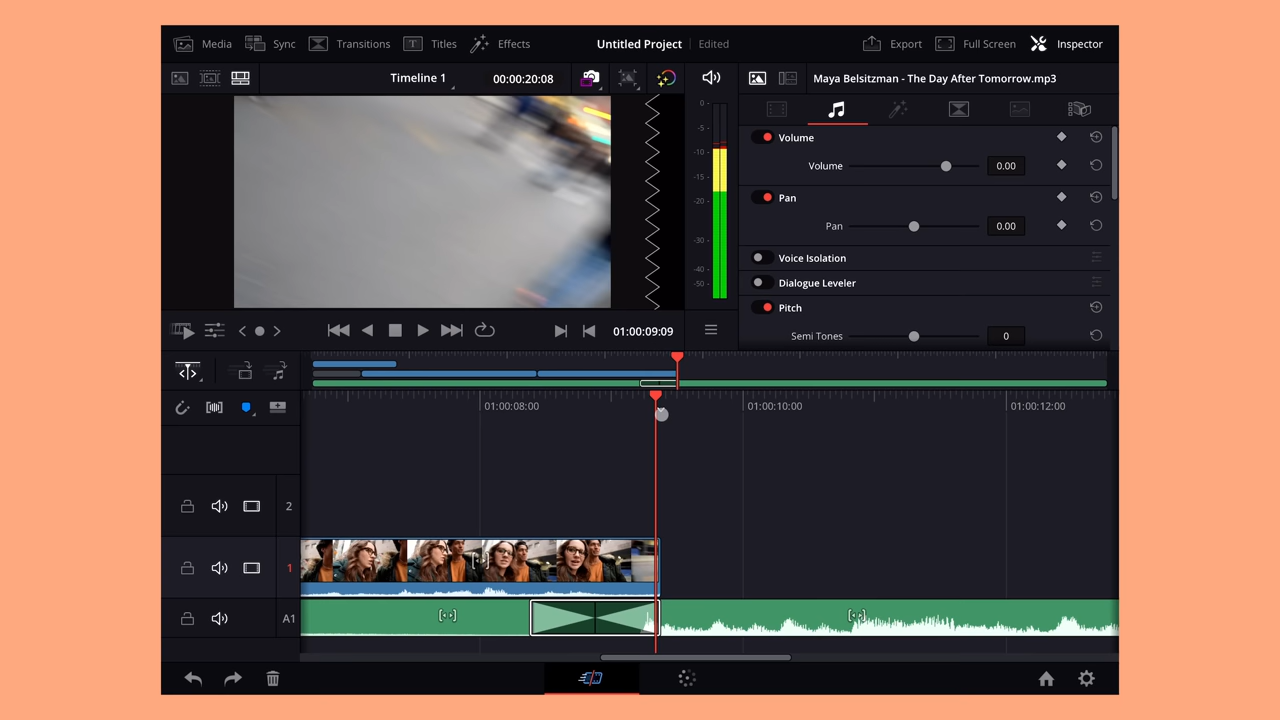 Media Sync Transitions Titles Effects Untitled Project Edited Export Full Screen Inspector
Timeline 1 00:00:20:08 Maya Belsitzman - The Day After Tomorrow.mp3
0
-5
-10
-15
-20
-30
-40
-50
Volume
Volume 0.00
Pan
Pan 0.00
Voice Isolation
Dialogue Leveler
Pitch
Semi Tones 0
01:00:09:09
01:00:08:00 01:00:10:00 01:00:12:00
2
1
A1